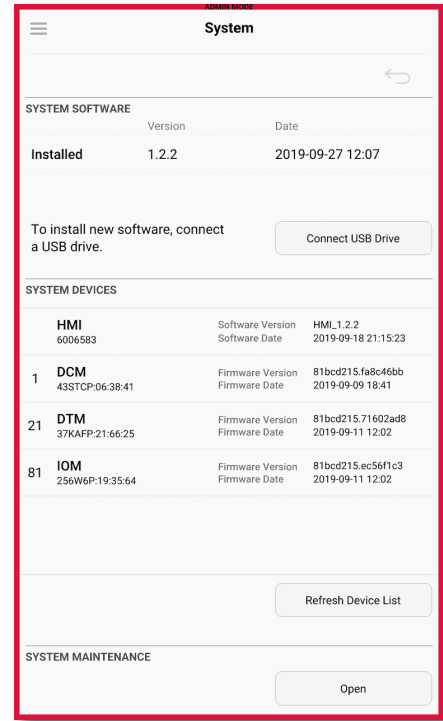 ADMIN MODE
System
SYSTEM SOFTWARE
Version Date
Installed 1.2.2 2019-09-27 12:07
To install new software, connect
a USB drive.
Connect USB Drive
SYSTEM DEVICES
HMI Software Version HMI_1.2.2
6006583 Software Date 2019-09-18 21:15:23
1 DCM Firmware Version 81bcd215.fa8c46bb
43STCP:06:38:41 Firmware Date 2019-09-09 18:41
21 DTM Firmware Version 81bcd215.71602ad8
37KAFP:21:66:25 Firmware Date 2019-09-11 12:02
81 IOM Firmware Version 81bcd215.ec56f1c3
256W6P:19:35:64 Firmware Date 2019-09-11 12:02
Refresh Device List
SYSTEM MAINTENANCE
Open